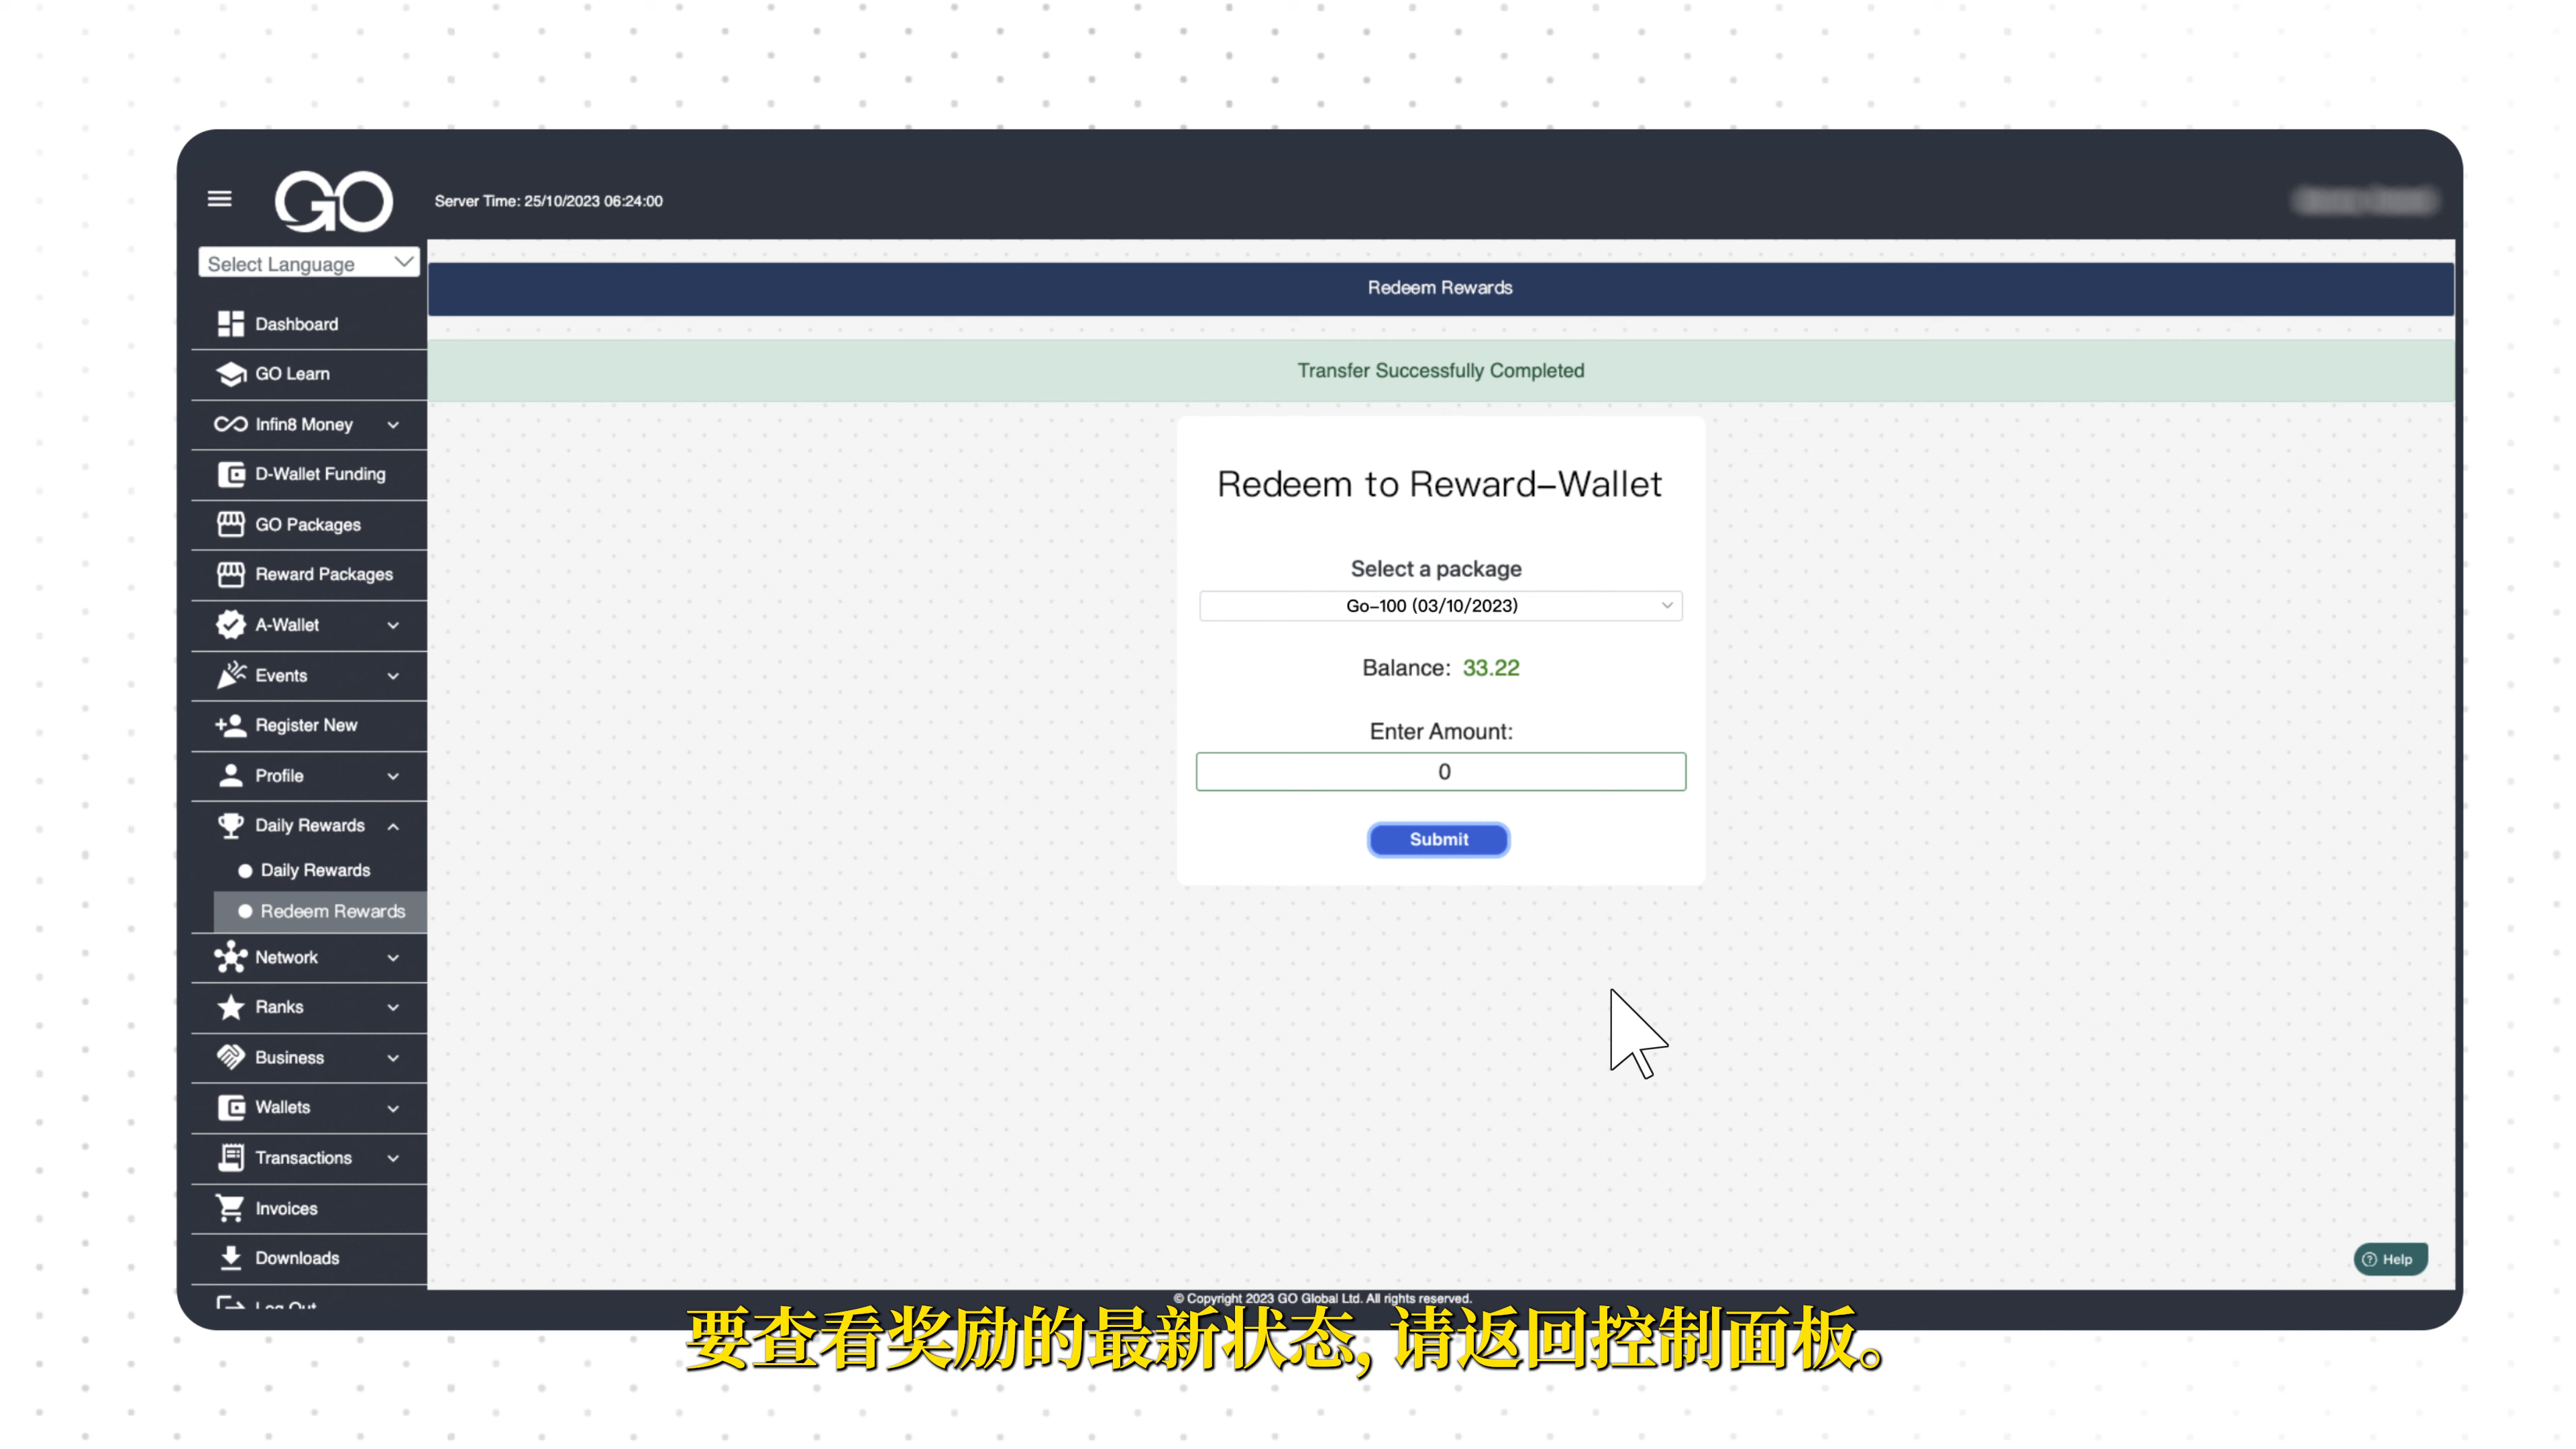 GO
Server Time: 25/10/2023 06:24:00
Select Language
Dashboard
GO Learn
Infin8 Money
D-Wallet Funding
GO Packages
Reward Packages
A-Wallet
Events
Register New
Profile
Daily Rewards
Daily Rewards
Redeem Rewards
Network
Ranks
Business
Wallets
Transactions
Invoices
Downloads
Log Out
Redeem Rewards
Transfer Successfully Completed
Redeem to Reward-Wallet
Select a package
Go-100 (03/10/2023)
Balance: 33.22
Enter Amount:
0
Submit
Help
© Copyright 2023 GO Global Ltd. All rights reserved.
要查看奖励的最新状态, 请返回控制面板。